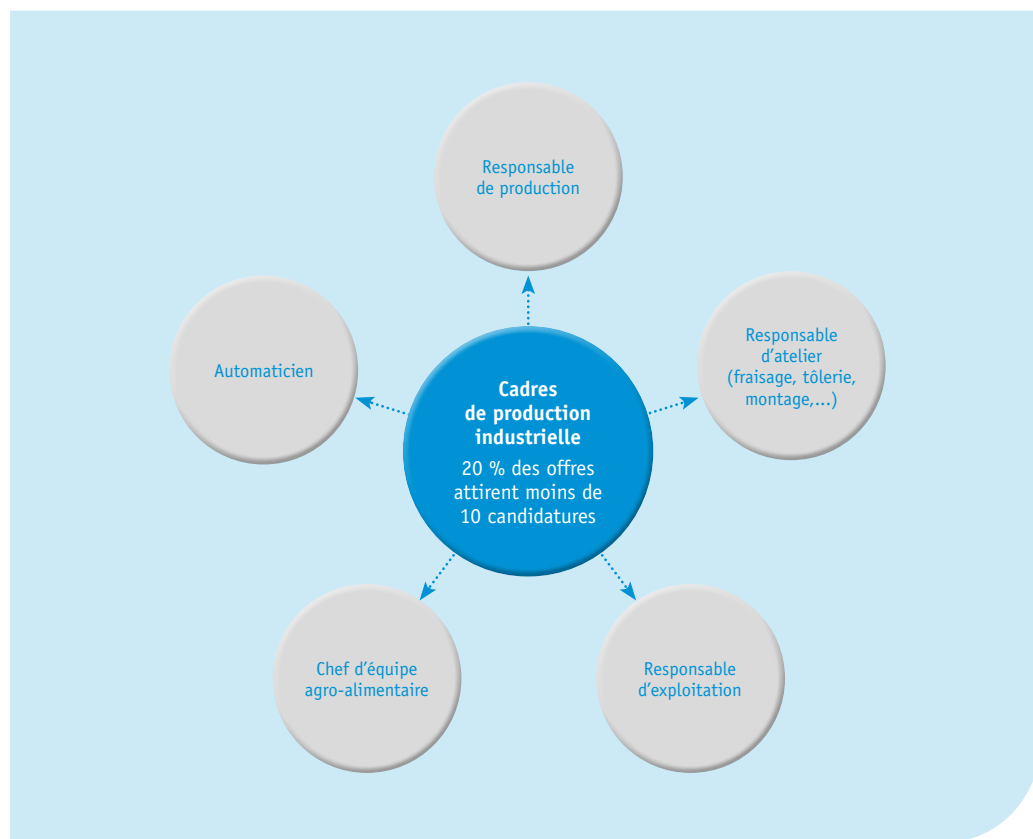 Responsable
de production
Automaticien
Responsable
d'atelier
(fraisage, tôlerie,
montage,...)
Cadres
de production
industrielle
20 % des offres
attirent moins de
10 candidatures
Chef d'équipe
agro-alimentaire
Responsable
d'exploitation